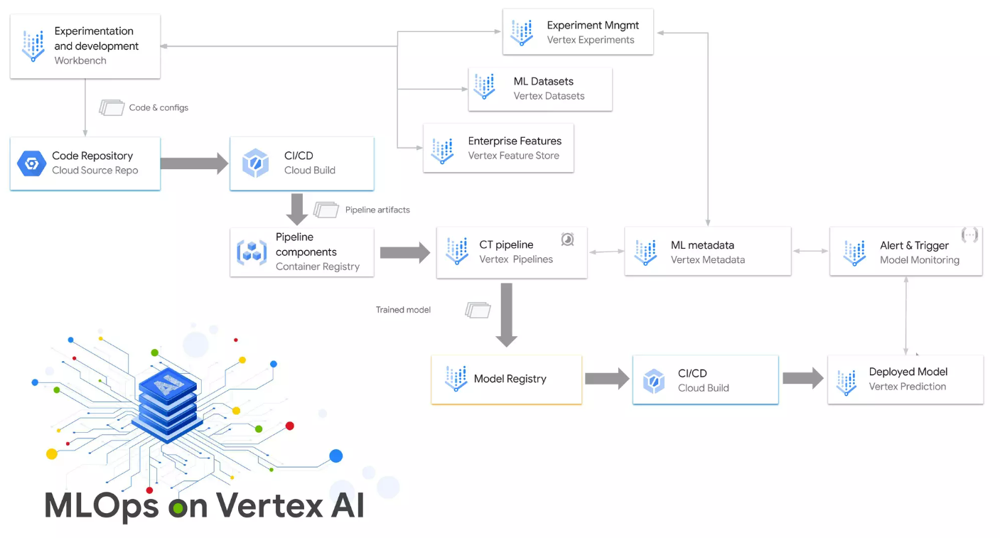 Experimentation
and development
Workbench
Experiment Mngmt
Vertex Experiments
ML Datasets
Vertex Datasets
Code & configs
Enterprise Features
Vertex Feature Store
Code Repository
Cloud Source Repo
CI/CD
Cloud Build
Pipeline artifacts
Pipeline
components
Container Registry
CT pipeline
Vertex Pipelines
ML metadata
Vertex Metadata
Alert & Trigger
Model Monitoring
Trained model
Model Registry
CI/CD
Cloud Build
Deployed Model
Vertex Prediction
AI
MLOps on Vertex AI